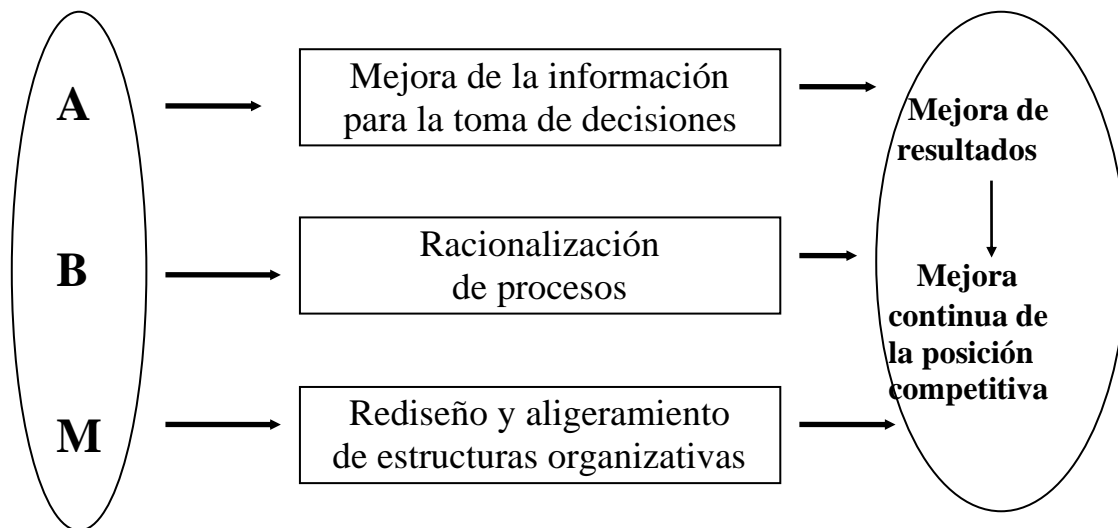 A
Mejora de la información
para la toma de decisiones
Mejora de
resultados
B
Racionalización
de procesos
Mejora
continua de
la posición
competitiva
M
Rediseño y aligeramiento
de estructuras organizativas